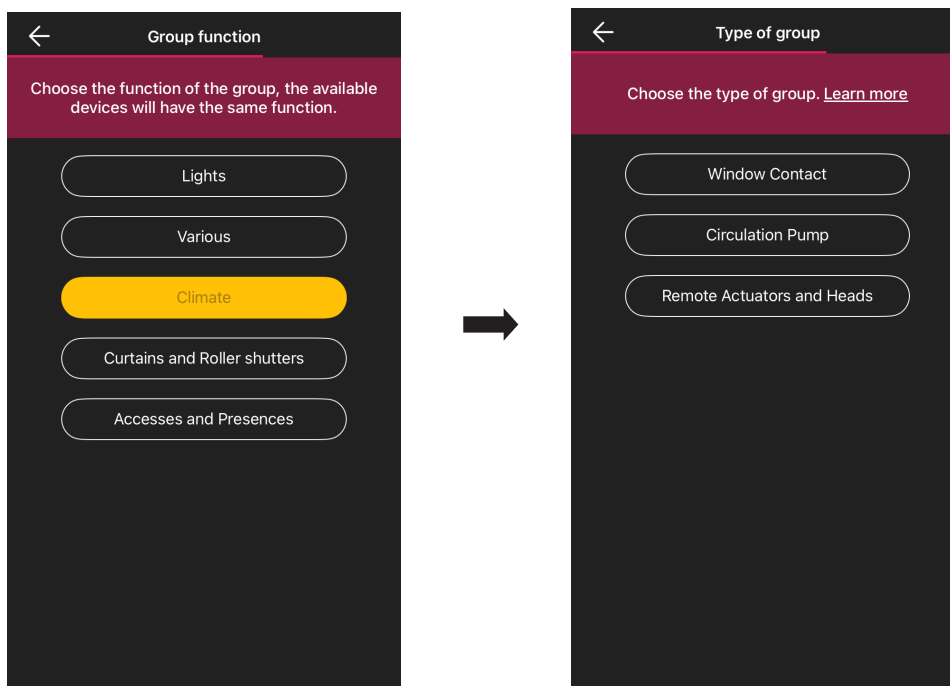 Group function
Choose the function of the group, the available
devices will have the same function.
Lights
Various
Climate
Curtains and Roller shutters
Accesses and Presences
Type of group
Choose the type of group. Learn more
Window Contact
Circulation Pump
Remote Actuators and Heads